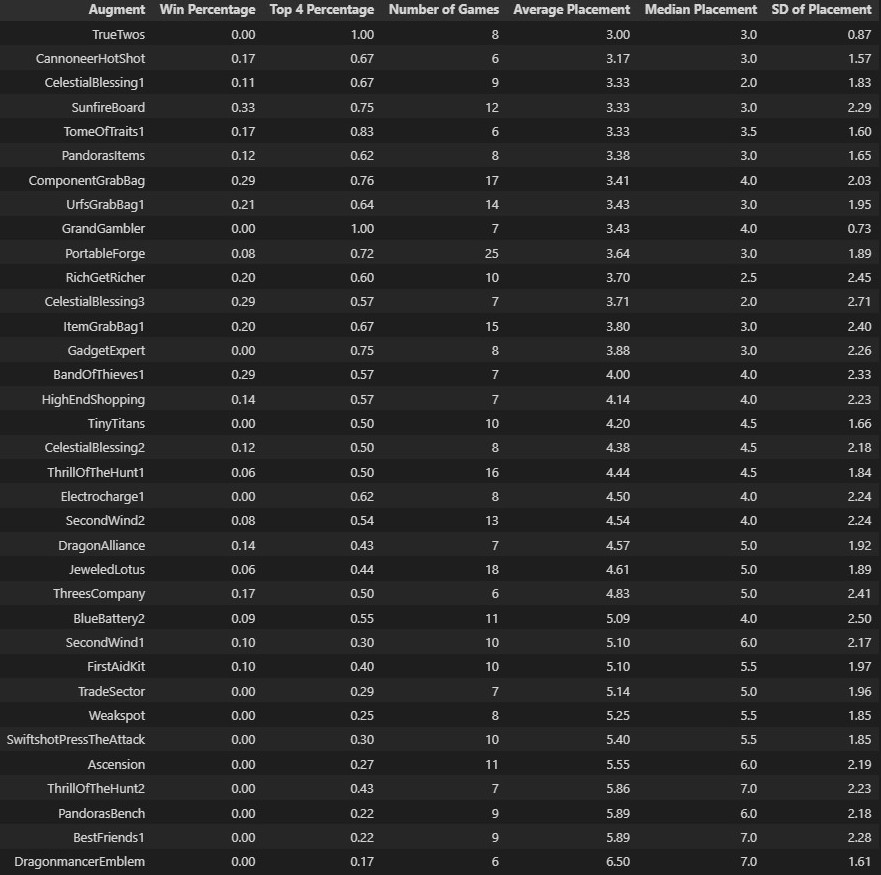 Augment Win Percentage Top 4 Percentage Number of Games Average Placement Median Placement SD of Placement
TrueTwos 0.00 1.00 8 3.00 3.0 0.87
CannoneerHotShot 0.17 0.67 6 3.17 3.0 1.57
CelestialBlessing1 0.11 0.67 9 3.33 2.0 1.83
SunfireBoard 0.33 0.75 12 3.33 3.0 2.29
TomeOfTraits1 0.17 0.83 6 3.33 3.5 1.60
PandorasItems 0.12 0.62 8 3.38 3.0 1.65
ComponentGrabBag 0.29 0.76 17 3.41 4.0 2.03
UrfsGrabBag1 0.21 0.64 14 3.43 3.0 1.95
GrandGambler 0.00 1.00 7 3.43 4.0 0.73
PortableForge 0.08 0.72 25 3.64 3.0 1.89
RichGetRicher 0.20 0.60 10 3.70 2.5 2.45
CelestialBlessing3 0.29 0.57 7 3.71 2.0 2.71
ItemGrabBag1 0.20 0.67 15 3.80 3.0 2.40
GadgetExpert 0.00 0.75 8 3.88 3.0 2.26
BandOfThieves1 0.29 0.57 7 4.00 4.0 2.33
HighEndShopping 0.14 0.57 7 4.14 4.0 2.23
TinyTitans 0.00 0.50 10 4.20 4.5 1.66
CelestialBlessing2 0.12 0.50 8 4.38 4.5 2.18
ThrillOfTheHunt1 0.06 0.50 16 4.44 4.5 1.84
Electrocharge1 0.00 0.62 8 4.50 4.0 2.24
SecondWind2 0.08 0.54 13 4.54 4.0 2.24
DragonAlliance 0.14 0.43 7 4.57 5.0 1.92
JeweledLotus 0.06 0.44 18 4.61 5.0 1.89
ThreesCompany 0.17 0.50 6 4.83 5.0 2.41
BlueBattery2 0.09 0.55 11 5.09 4.0 2.50
SecondWind1 0.10 0.30 10 5.10 6.0 2.17
FirstAidKit 0.10 0.40 10 5.10 5.5 1.97
TradeSector 0.00 0.29 7 5.14 5.0 1.96
Weakspot 0.00 0.25 8 5.25 5.5 1.85
SwiftshotPressTheAttack 0.00 0.30 10 5.40 5.5 1.85
Ascension 0.00 0.27 11 5.55 6.0 2.19
ThrillOfTheHunt2 0.00 0.43 7 5.86 7.0 2.23
PandorasBench 0.00 0.22 9 5.89 6.0 2.18
BestFriends1 0.00 0.22 9 5.89 7.0 2.28
DragonmancerEmblem 0.00 0.17 6 6.50 7.0 1.61